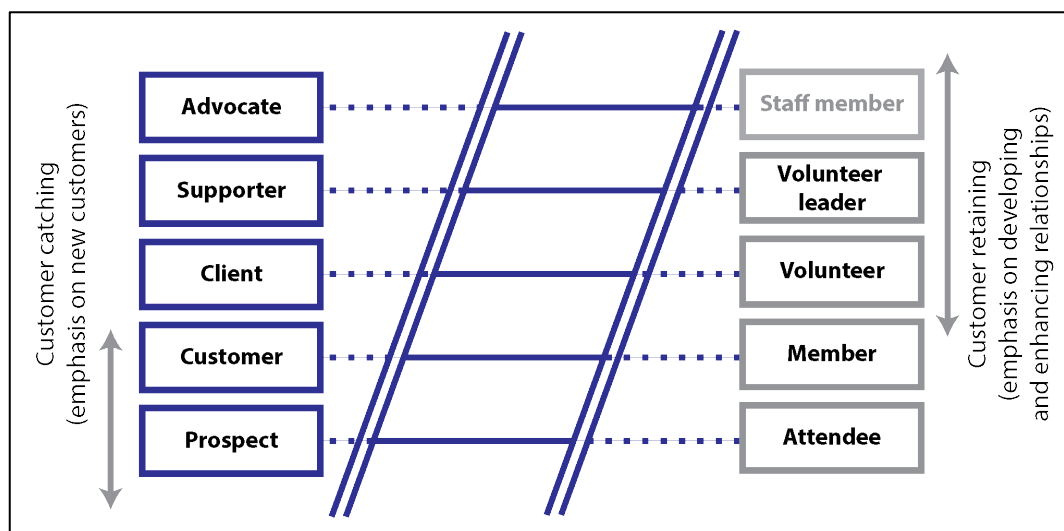 Customer catching
(emphasis on new customers)
Advocate
Supporter
Client
Customer
Prospect
Staff member
Volunteer
leader
Volunteer
Member
Attendee
Customer retaining
(emphasis on developing
and enhancing relationships)